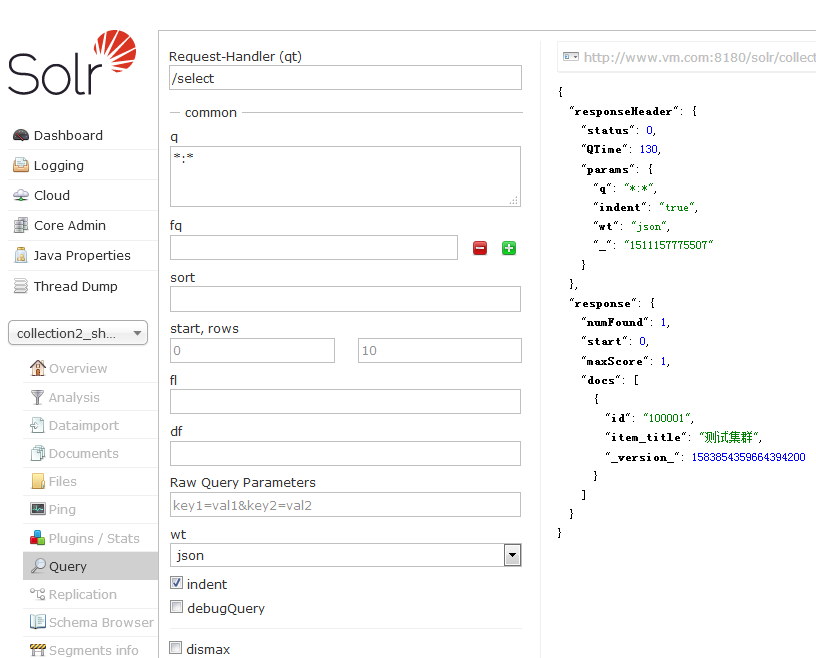 Solr
Dashboard
Logging
Cloud
Core Admin
Java Properties
Thread Dump
collection2_sh...
Overview
Analysis
Dataimport
Documents
Files
Ping
Plugins / Stats
Query
Replication
Schema Browser
Segments info
Request-Handler (qt)
/select
common
q
*:*
fq
sort
start, rows
0 10
fl
df
Raw Query Parameters
key1=val1&key2=val2
wt
json
indent
debugQuery
dismax
http://www.vm.com:8180/solr/collect
{
"responseHeader": {
"status": 0,
"QTime": 130,
"params": {
"q": "*:*",
"indent": "true",
"wt": "json",
"_": "1511157775507"
}
},
"response": {
"numFound": 1,
"start": 0,
"maxScore": 1,
"docs": [
{
"id": "100001",
"item_title": "测试集群",
"_version_": 1583854359664394200
}
]
}
}